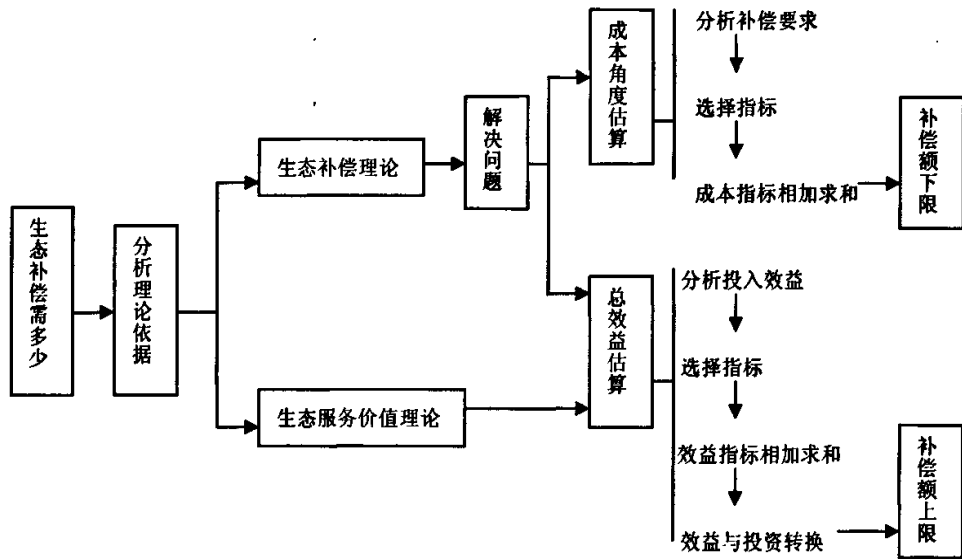 生态补偿需多少
分析理论依据
生态补偿理论
生态服务价值理论
解决问题
成本角度估算
总效益估算
分析补偿要求
选择指标
成本指标相加求和
补偿额下限
分析投入效益
选择指标
效益指标相加求和
效益与投资转换
补偿额上限